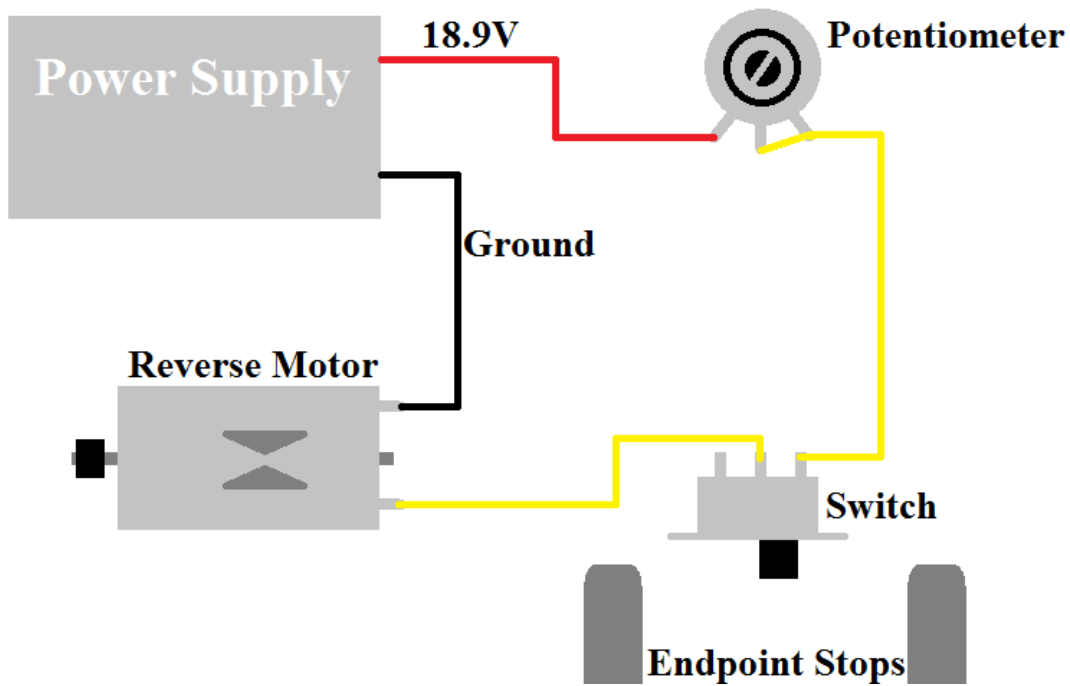 18.9V
Potentiometer
Power Supply
Ground
Reverse Motor
Switch
Endpoint Stops